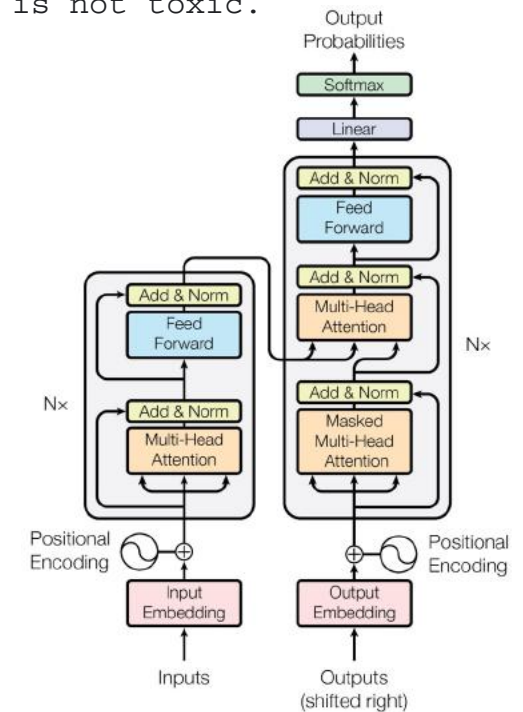 is not toxic.
Output
Probabilities
Softmax
Linear
Add & Norm
Feed
Forward
Add & Norm
Multi-Head
Attention
Nx
Add & Norm
Masked
Multi-Head
Attention
Add & Norm
Feed
Forward
Nx
Add & Norm
Multi-Head
Attention
Positional
Encoding
Positional
Encoding
Input
Embedding
Output
Embedding
Inputs
Outputs
(shifted right)